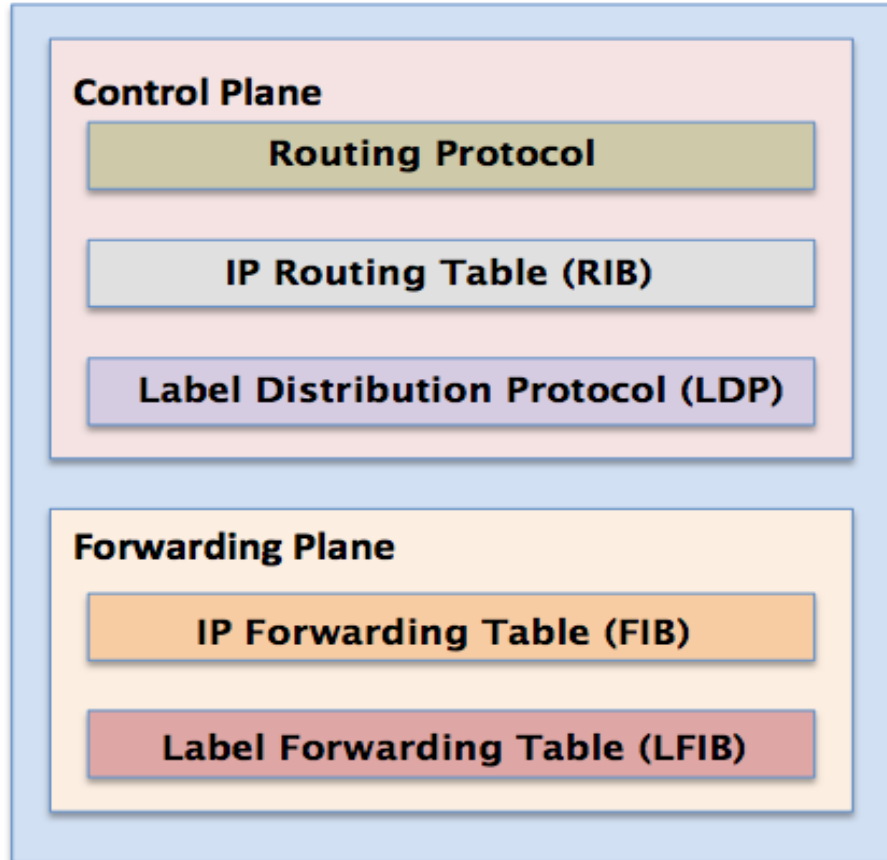 Control Plane
Routing Protocol
IP Routing Table (RIB)
Label Distribution Protocol (LDP)
Forwarding Plane
IP Forwarding Table (FIB)
Label Forwarding Table (LFIB)